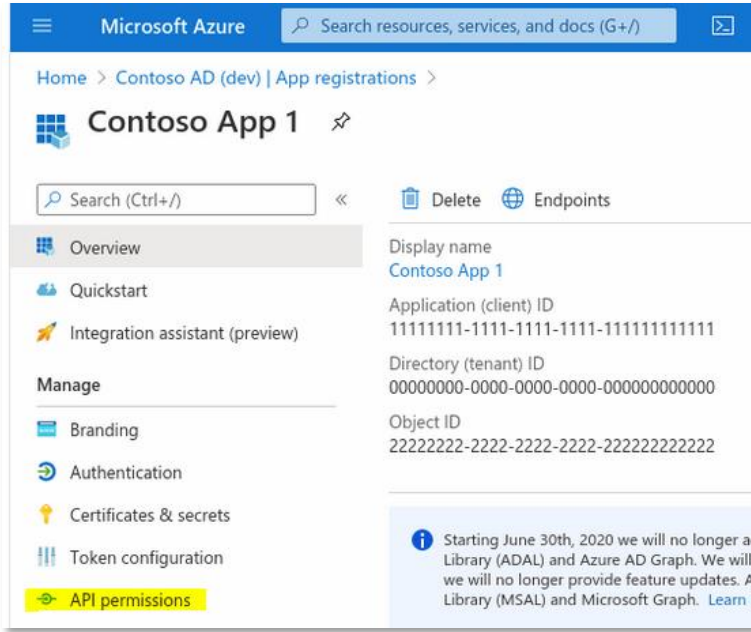 Microsoft Azure
Search resources, services, and docs (G+/)
Home > Contoso AD (dev) | App registrations >
Contoso App 1
Search (Ctrl+/)
«
Overview
Quickstart
Integration assistant (preview)
Manage
Branding
Authentication
Certificates & secrets
Token configuration
API permissions
Delete
Endpoints
Display name
Contoso App 1
Application (client) ID
11111111-1111-1111-1111-111111111111
Directory (tenant) ID
00000000-0000-0000-0000-000000000000
Object ID
22222222-2222-2222-2222-222222222222
Starting June 30th, 2020 we will no longer a
Library (ADAL) and Azure AD Graph. We will
we will no longer provide feature updates. A
Library (MSAL) and Microsoft Graph. Learn